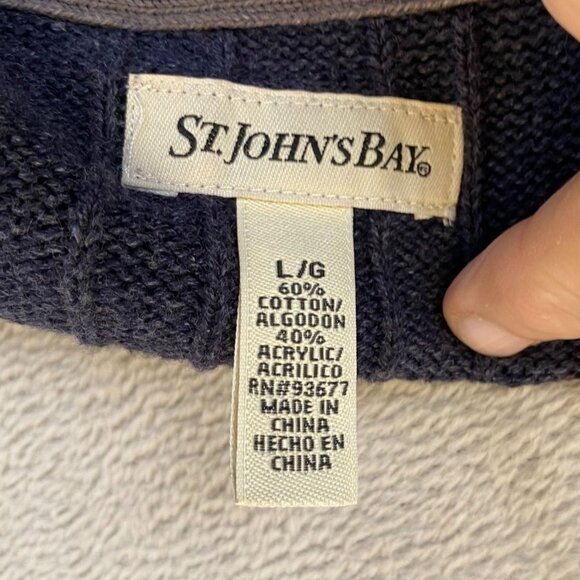 ST. JOHN'S BAY®
L/G
60%
COTTON/
ALGODON
40%
ACRYLIC/
ACRILICO
RN#93677
MADE IN
CHINA
HECHO EN
CHINA